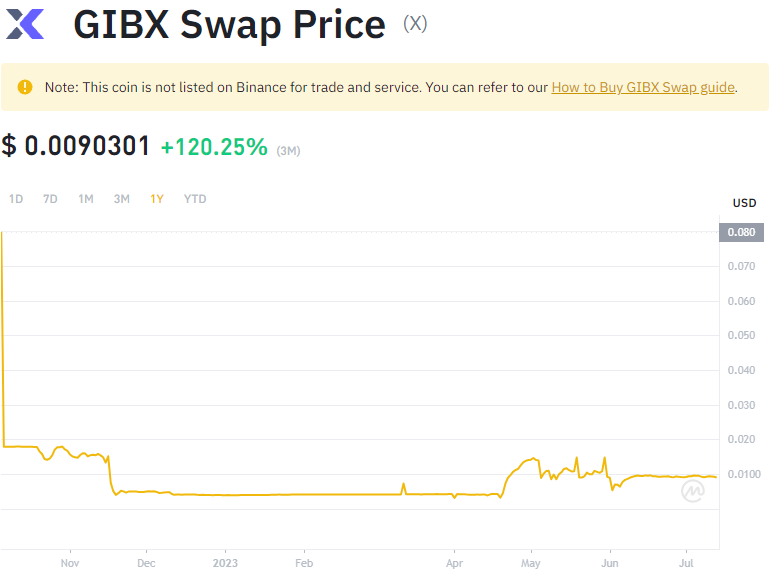 GIBX Swap Price (X)
Note: This coin is not listed on Binance for trade and service. You can refer to our How to Buy GIBX Swap guide.
$ 0.0090301 +120.25% (3M)
1D 7D 1M 3M 1Y YTD
USD
0.080
0.070
0.060
0.050
0.040
0.030
0.020
0.0100
Nov Dec 2023 Feb Apr May Jun Jul